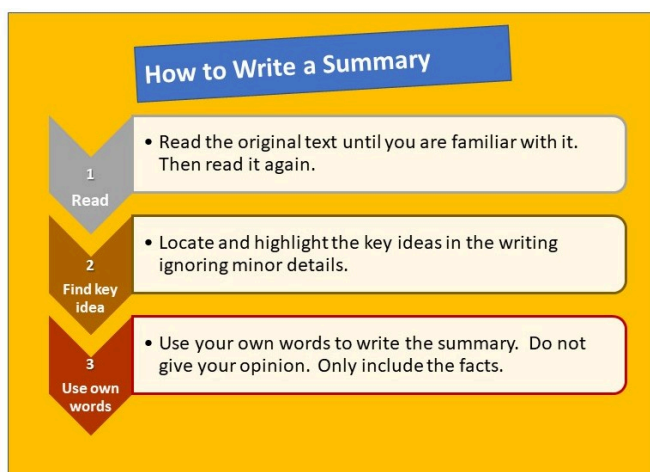 How to Write a Summary
1
Read
• Read the original text until you are familiar with it.
Then read it again.
2
Find key
idea
• Locate and highlight the key ideas in the writing
ignoring minor details.
3
Use own
words
• Use your own words to write the summary. Do not
give your opinion. Only include the facts.